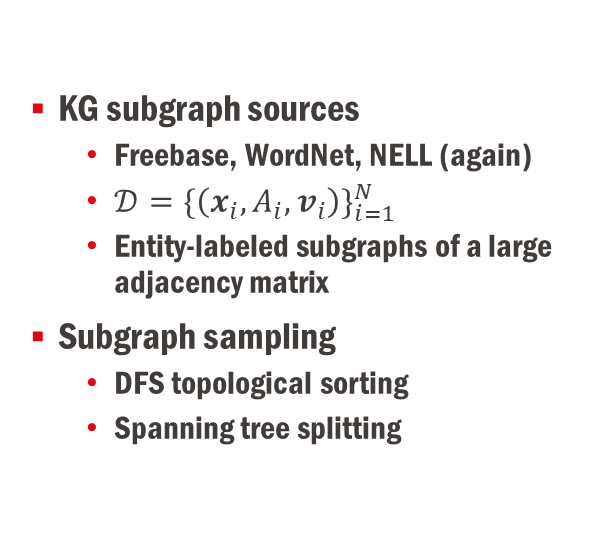 ▪ KG subgraph sources
• Freebase, WordNet, NELL (again)
• 𝒟 = {(𝒙ᵢ, Aᵢ, 𝒗ᵢ)}ᵢ₌₁ᴺ
• Entity-labeled subgraphs of a large
adjacency matrix
▪ Subgraph sampling
• DFS topological sorting
• Spanning tree splitting